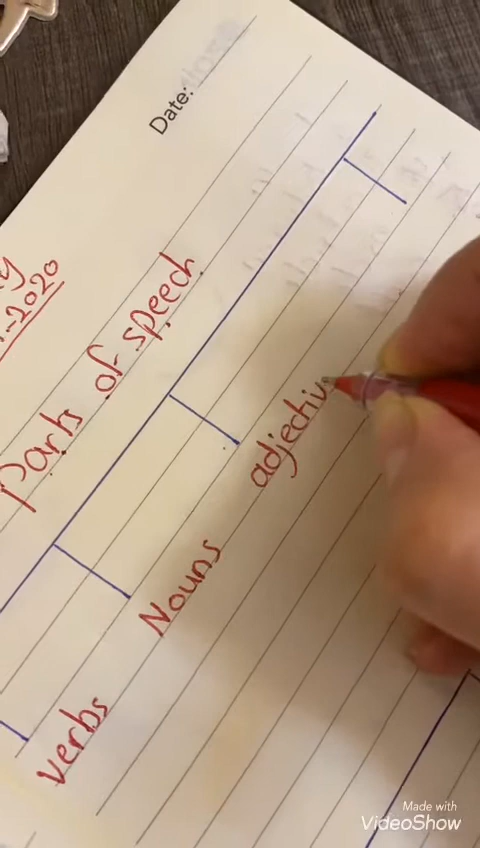 Date:
2020
Parts of speech
verbs Nouns adjectiv
Made with
VideoShow